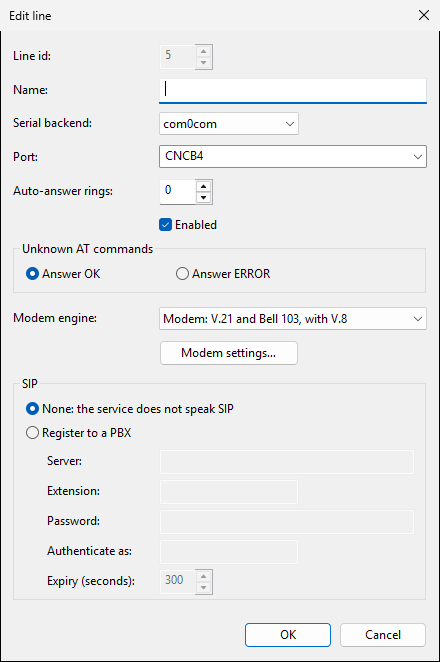 Edit line
Line id: 5
Name:
Serial backend: com0com
Port: CNCB4
Auto-answer rings: 0
Enabled
Unknown AT commands
Answer OK Answer ERROR
Modem engine: Modem: V.21 and Bell 103, with V.8
Modem settings...
SIP
None: the service does not speak SIP
Register to a PBX
Server:
Extension:
Password:
Authenticate as:
Expiry (seconds): 300
OK Cancel